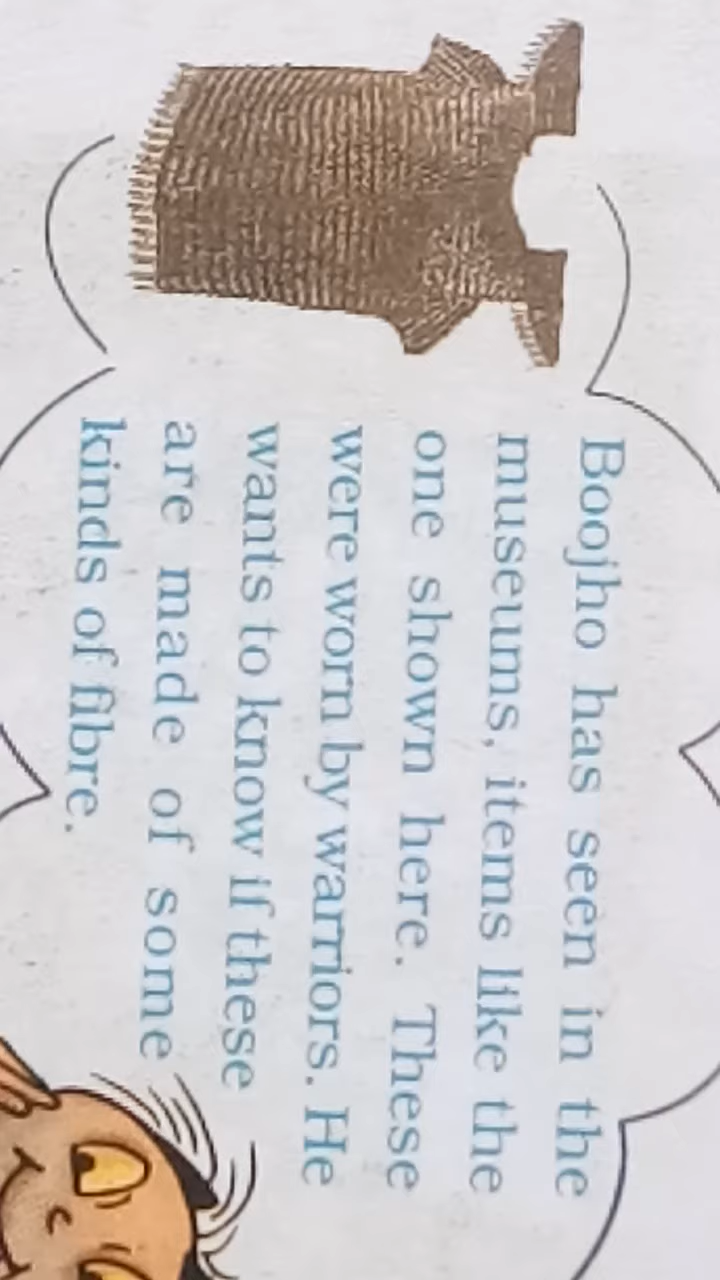 Boojho has seen in the
museums, items like the
one shown here. These
were worn by warriors. He
wants to know if these
are made of some
kinds of fibre.